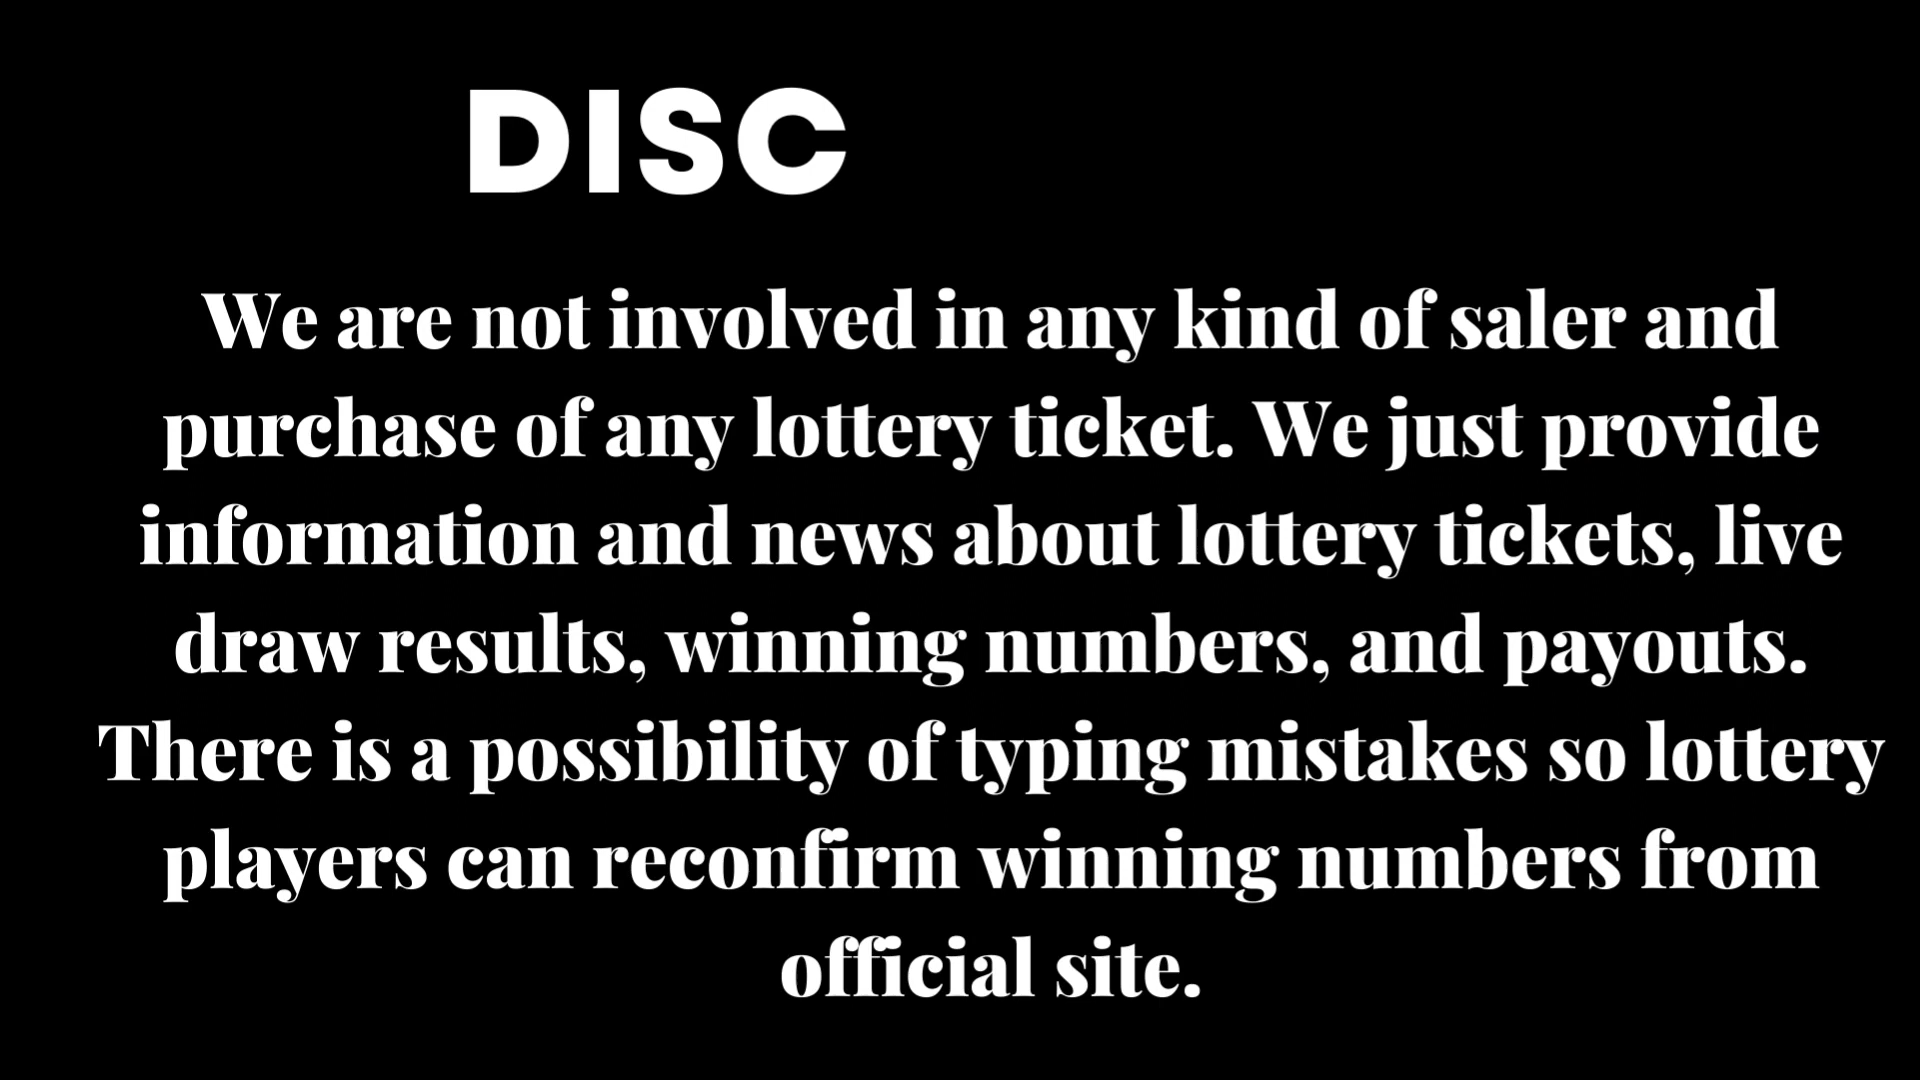 DISC
We are not involved in any kind of saler and
purchase of any lottery ticket. We just provide
information and news about lottery tickets, live
draw results, winning numbers, and payouts.
There is a possibility of typing mistakes so lottery
players can reconfirm winning numbers from
official site.